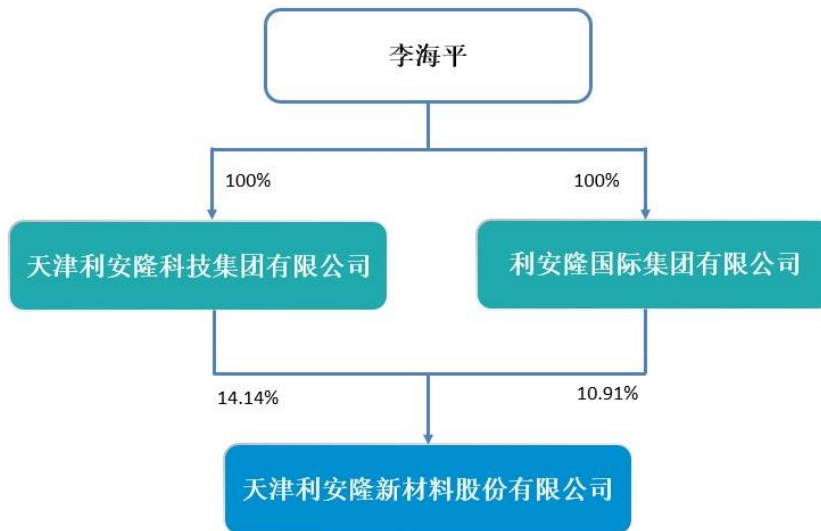 李海平
100%
100%
天津利安隆科技集团有限公司
利安隆国际集团有限公司
14.14%
10.91%
天津利安隆新材料股份有限公司